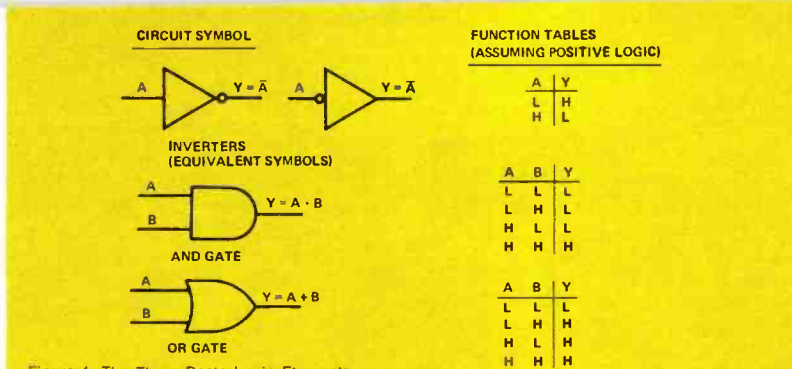 CIRCUIT SYMBOL
A Y = A̅ A Y = A̅
INVERTERS
(EQUIVALENT SYMBOLS)
A
B
Y = A · B
AND GATE
A
B
Y = A + B
OR GATE
FUNCTION TABLES
(ASSUMING POSITIVE LOGIC)
A Y
L H
H L
A B Y
L L L
L H L
H L L
H H H
A B Y
L L L
L H H
H L H
H H H